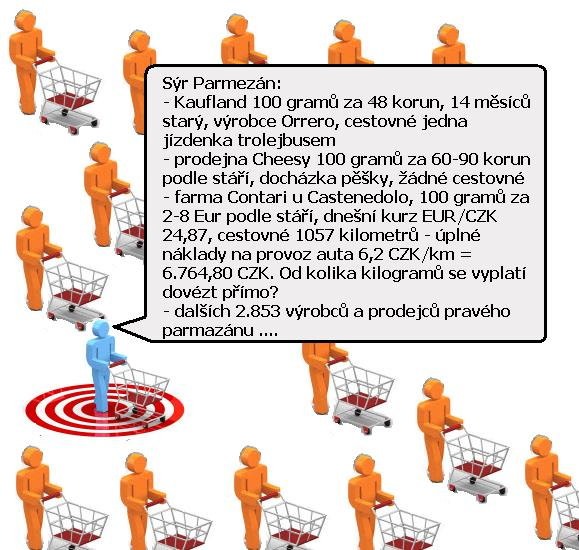 Sýr Parmezán:
- Kaufland 100 gramů za 48 korun, 14 měsíců
starý, výrobce Orrero, cestovné jedna
jízdenka trolejbusem
- prodejna Cheesy 100 gramů za 60-90 korun
podle stáří, docházka pěšky, žádné cestovné
- farma Contari u Castenedolo, 100 gramů za
2-8 Eur podle stáří, dnešní kurz EUR/CZK
24,87, cestovné 1057 kilometrů - úplné
náklady na provoz auta 6,2 CZK/km =
6.764,80 CZK. Od kolika kilogramů se vyplatí
dovézt přímo?
- dalších 2.853 výrobců a prodejců pravého
parmazánu ....